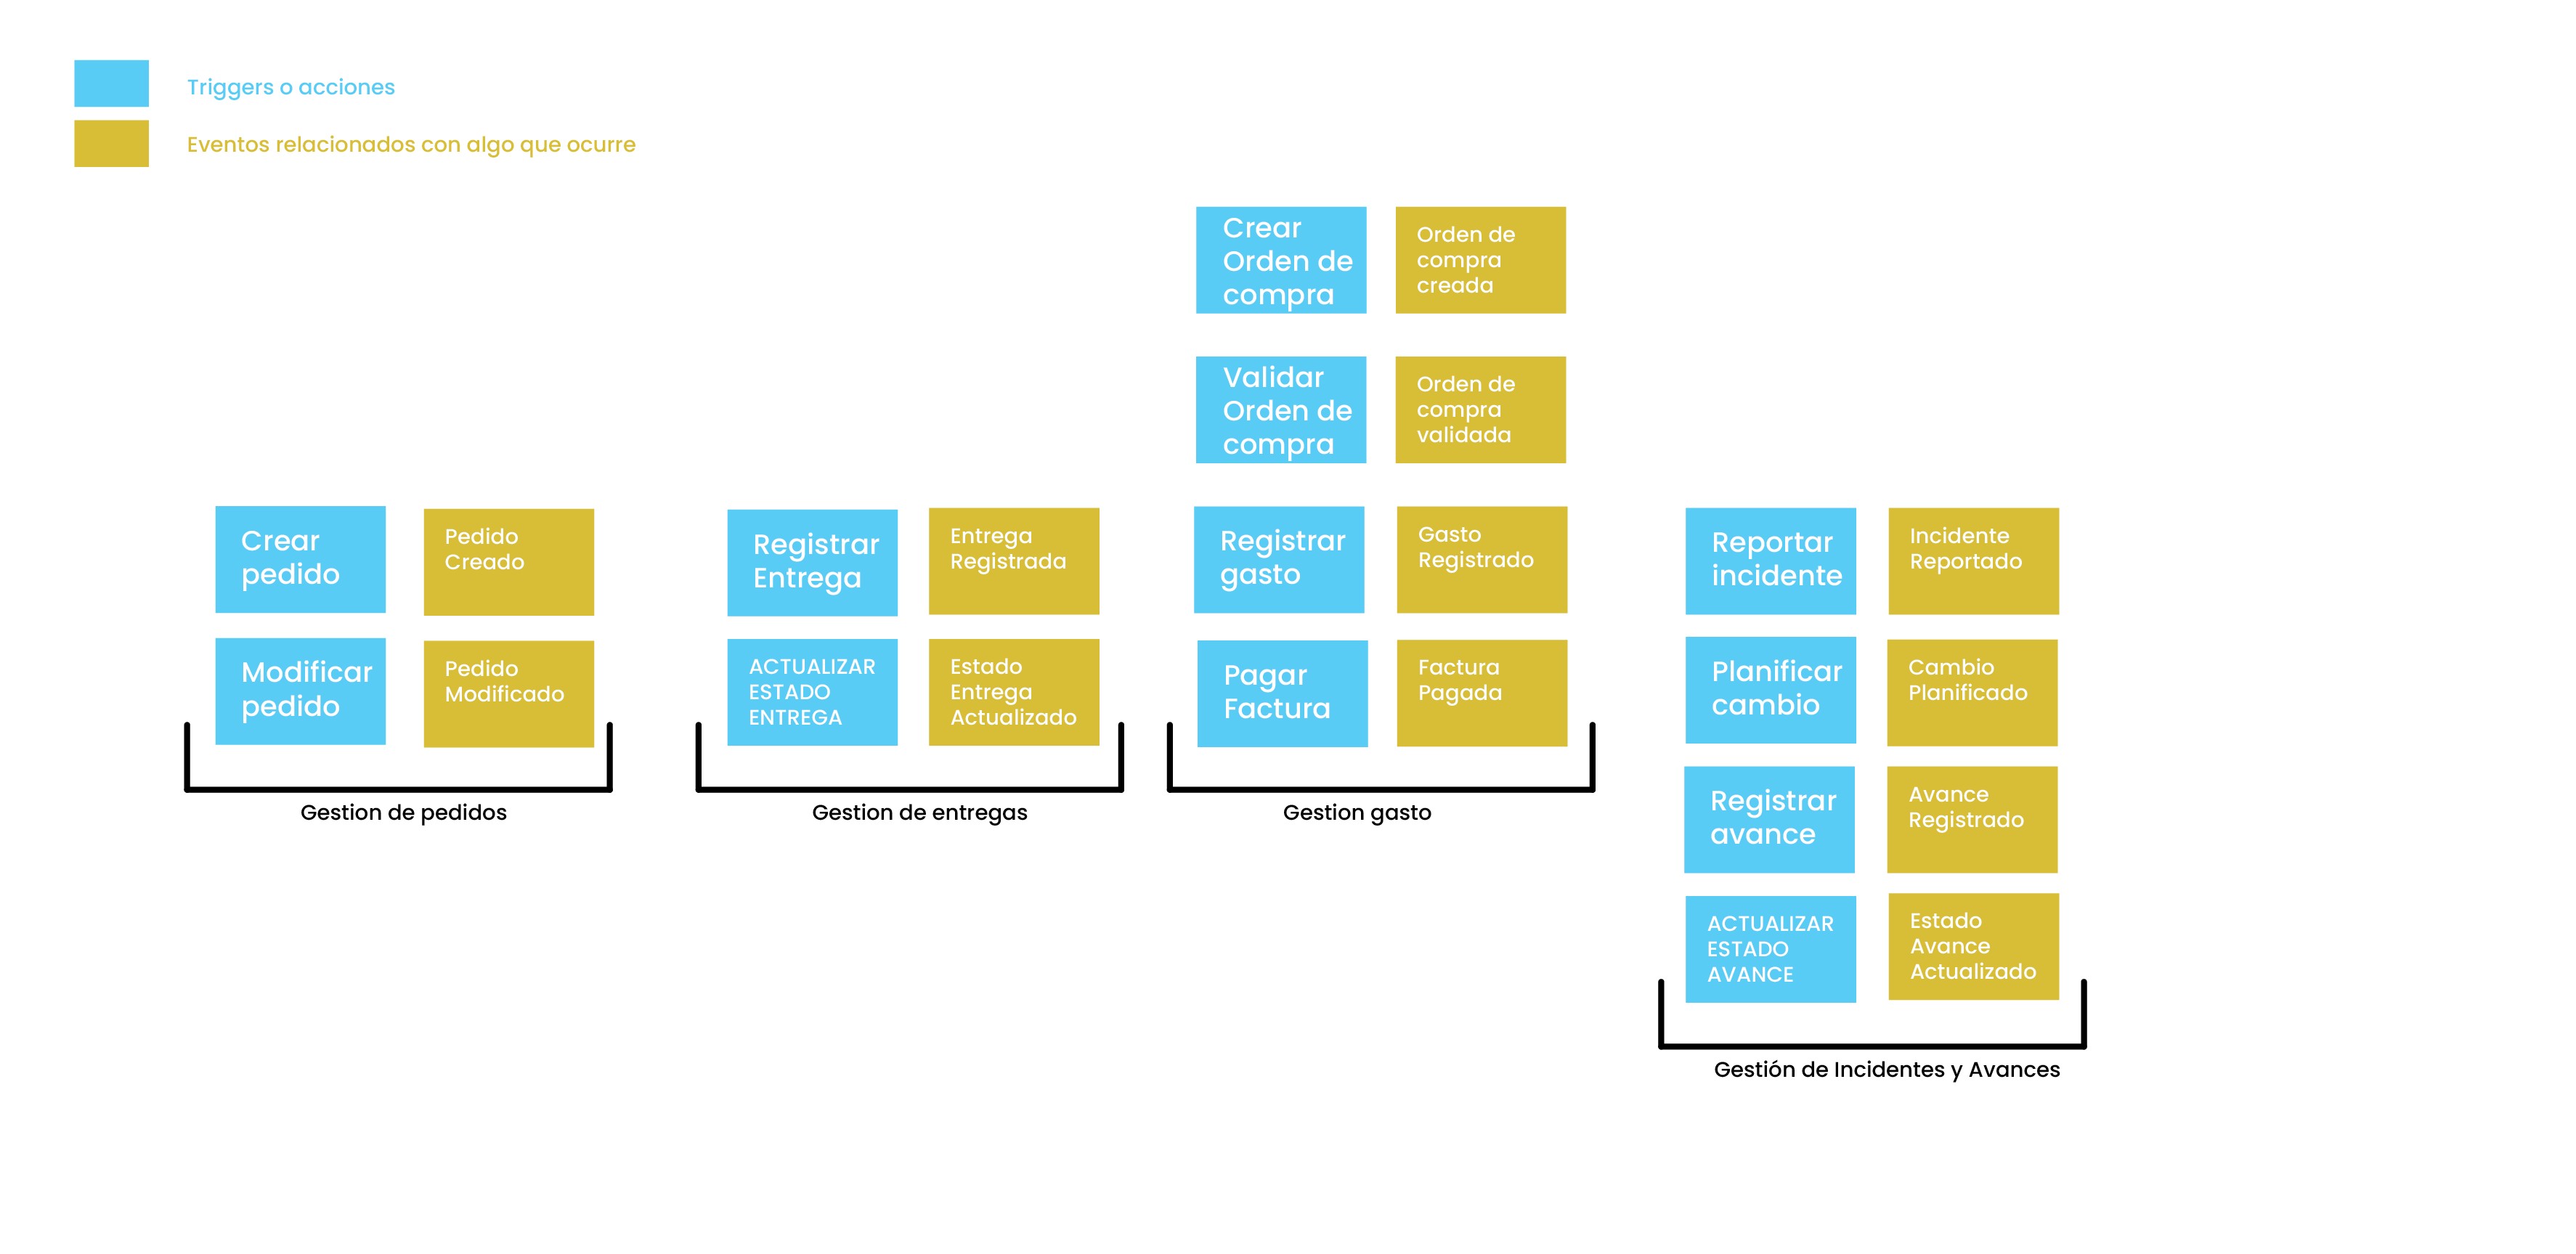 Triggers o acciones
Eventos relacionados con algo que ocurre
Crear
pedido
Pedido
Creado
Modificar
pedido
Pedido
Modificado
Gestion de pedidos
Registrar
Entrega
Entrega
Registrada
ACTUALIZAR
ESTADO
ENTREGA
Estado
Entrega
Actualizado
Gestion de entregas
Crear
Orden de
compra
Orden de
compra
creada
Validar
Orden de
compra
Orden de
compra
validada
Registrar
gasto
Gasto
Registrado
Pagar
Factura
Factura
Pagada
Gestion gasto
Reportar
incidente
Incidente
Reportado
Planificar
cambio
Cambio
Planificado
Registrar
avance
Avance
Registrado
ACTUALIZAR
ESTADO
AVANCE
Estado
Avance
Actualizado
Gestión de Incidentes y Avances